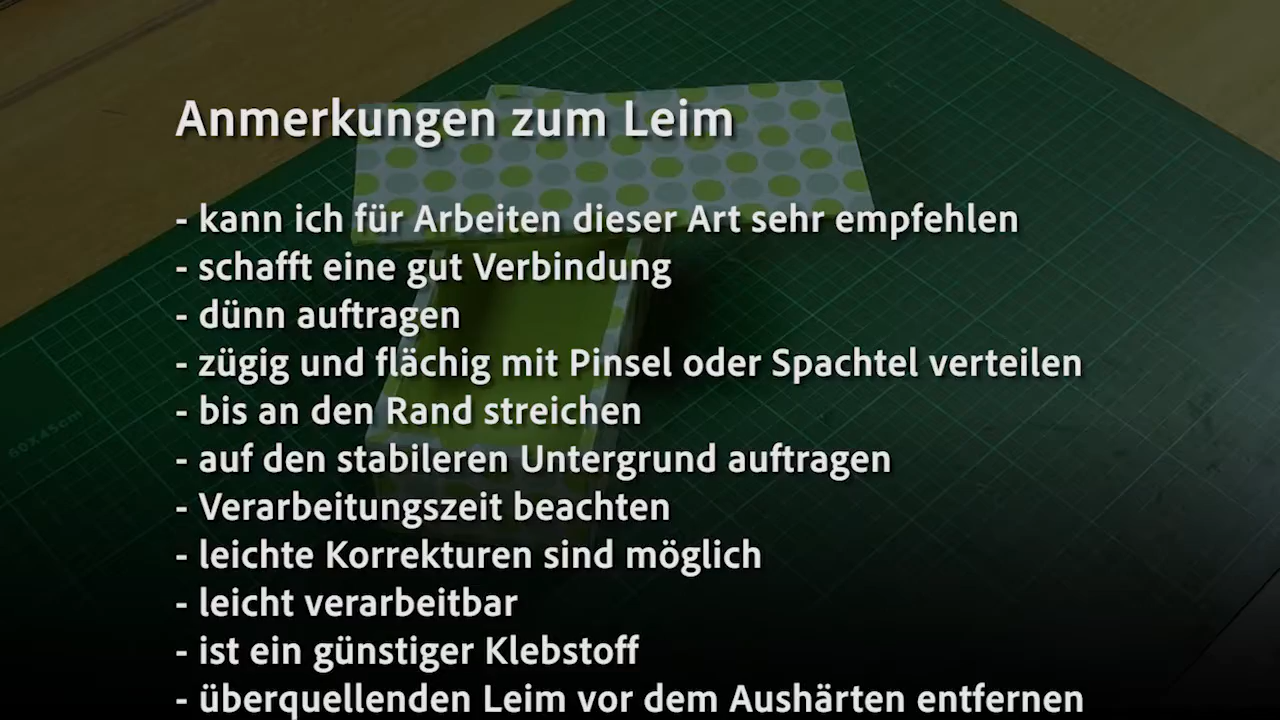 Anmerkungen zum Leim
- kann ich für Arbeiten dieser Art sehr empfehlen
- schafft eine gut Verbindung
- dünn auftragen
- zügig und flächig mit Pinsel oder Spachtel verteilen
- bis an den Rand streichen
- auf den stabileren Untergrund auftragen
- Verarbeitungszeit beachten
- leichte Korrekturen sind möglich
- leicht verarbeitbar
- ist ein günstiger Klebstoff
- überquellenden Leim vor dem Aushärten entfernen
60x45cm